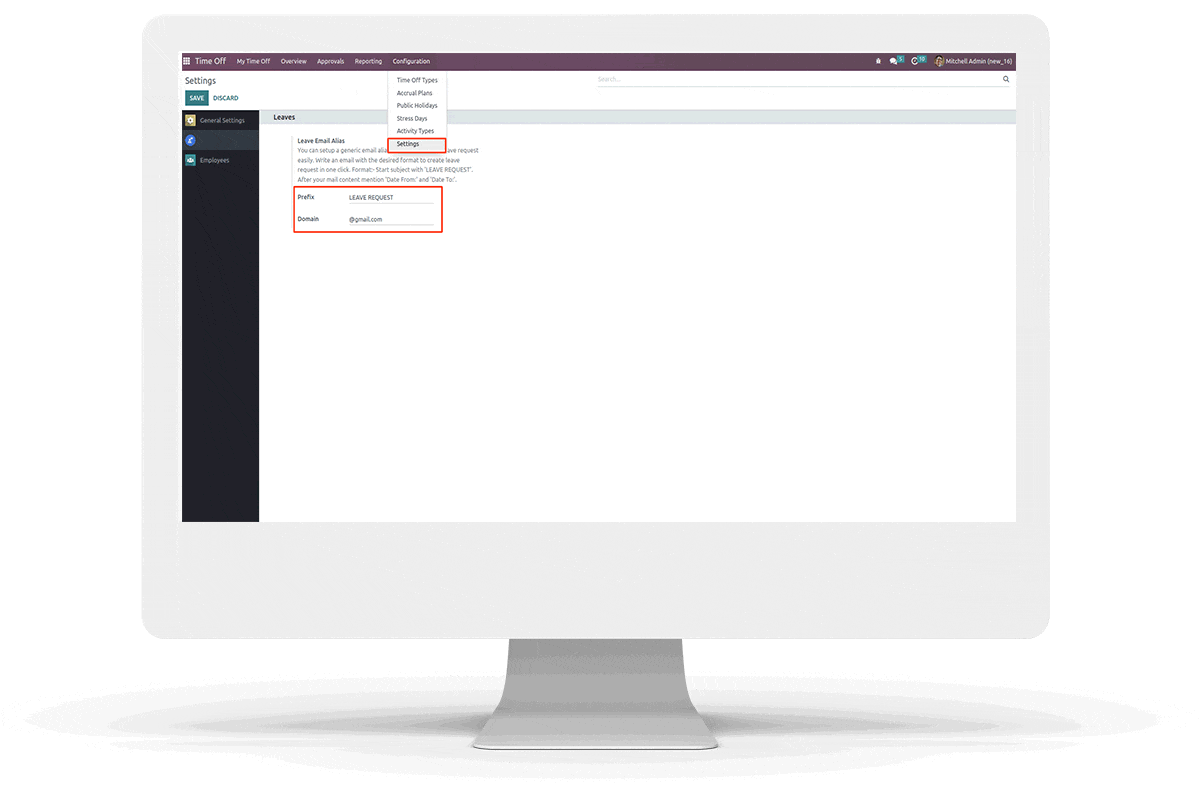 Time Off My Time Off Overview Approvals Reporting Configuration 5 10 Mitchell Admin (new_16)
Settings
Search...
SAVE DISCARD
Time Off Types
Accrual Plans
Public Holidays
Stress Days
Activity Types
Settings
General Settings
Employees
Leaves
Leave Email Alias
You can setup a generic email alia ave request
easily. Write an email with the desired format to create leave
request in one click. Format:- Start subject with 'LEAVE REQUEST'.
After your mail content mention 'Date From:' and 'Date To:'.
Prefix LEAVE REQUEST
Domain @gmail.com